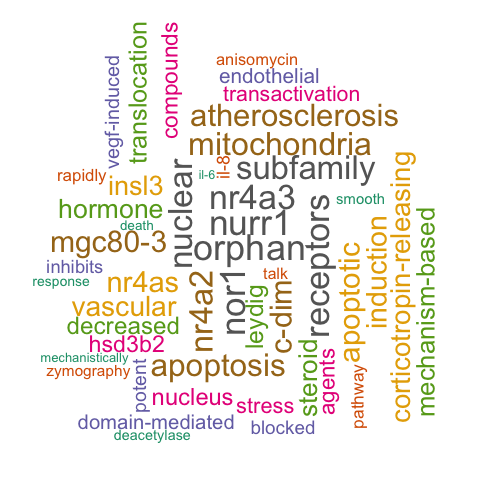 anisomycin
endothelial
transactivation
atherosclerosis
mitochondria
translocation
compounds
vegf-induced
rapidly
insl3
il-6
il-8
subfamily
smooth
hormone
death
nuclear
nr4a3
nurr1
orphan
receptors
mgc80-3
inhibits
response
nr4as
vascular
decreased
hsd3b2
nr4a2
nor1
leydig
talk
c-dim
apoptotic
induction
corticotropin-releasing
mechanism-based
mechanistically
zymography
apoptosis
steroid
agents
pathway
potent
nucleus
stress
domain-mediated
blocked
deacetylase